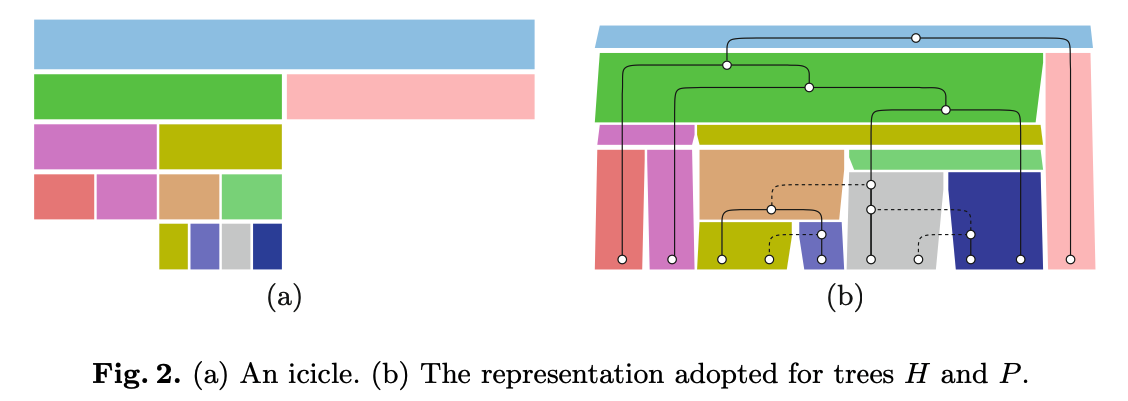 (a)
(b)
Fig. 2. (a) An icicle. (b) The representation adopted for trees H and P.